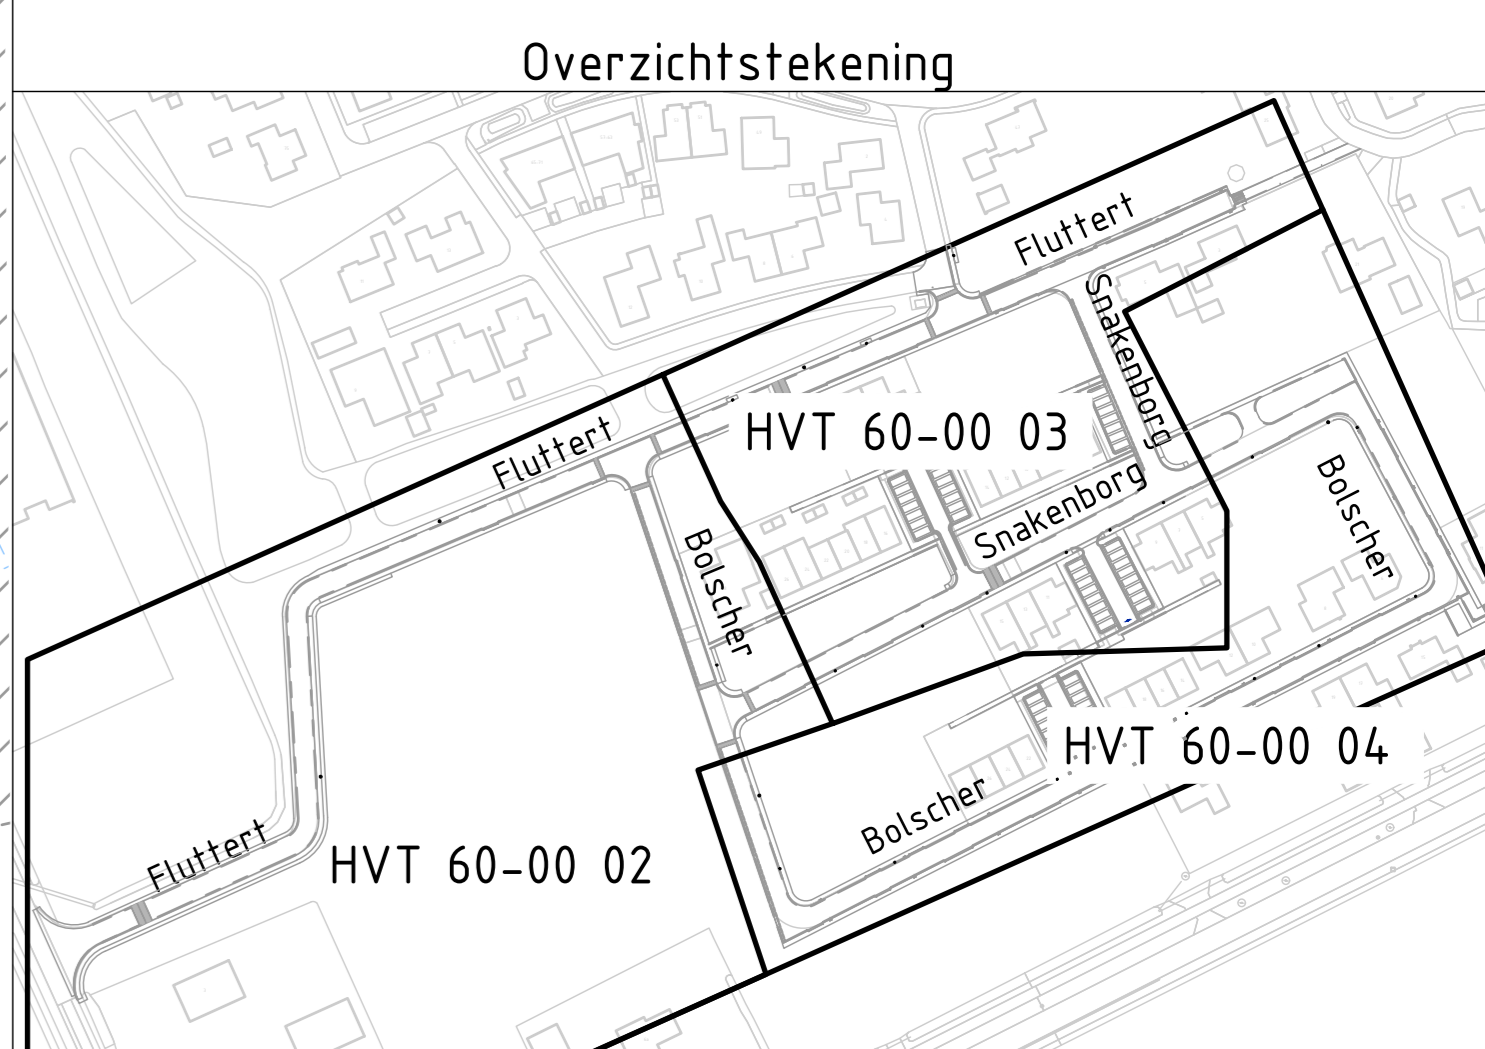 Overzichtstekening
Fluttert
Snakenborg
HVT 60-00 03
Fluttert
Snakenborg
Bolscher
Bolscher
HVT 60-00 04
Bolscher
Fluttert
HVT 60-00 02